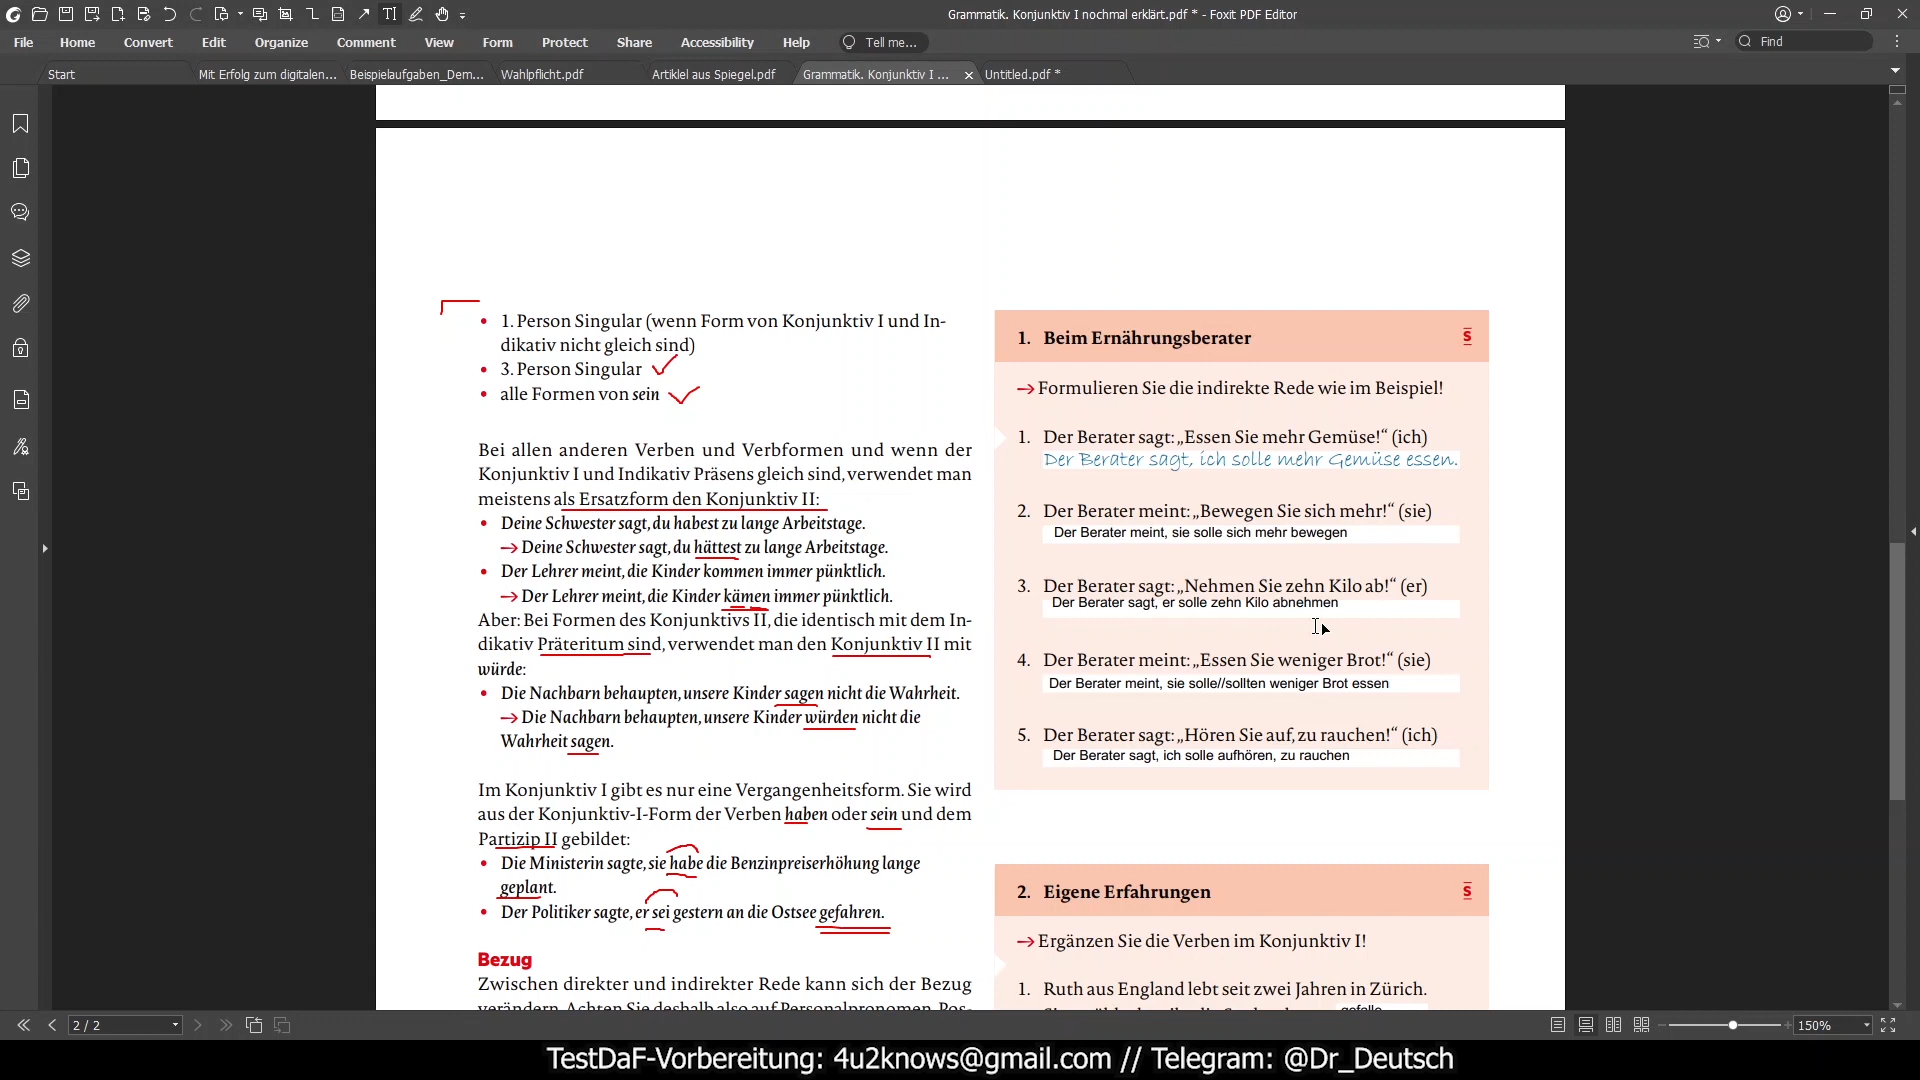 Grammatik. Konjunktiv I nochmal erklärt.pdf * - Foxit PDF Editor
File Home Convert Edit Organize Comment View Form Protect Share Accessibility Help Tell me... Find
Start Mit Erfolg zum digitalen... Beispielaufgaben_Dem... Wahlpflicht.pdf Artiklel aus Spiegel.pdf Grammatik. Konjunktiv I ... Untitled.pdf *
• 1. Person Singular (wenn Form von Konjunktiv I und In-
dikativ nicht gleich sind)
• 3. Person Singular
• alle Formen von sein
Bei allen anderen Verben und Verbformen und wenn der
Konjunktiv I und Indikativ Präsens gleich sind, verwendet man
meistens als Ersatzform den Konjunktiv II:
• Deine Schwester sagt, du habest zu lange Arbeitstage.
→ Deine Schwester sagt, du hättest zu lange Arbeitstage.
• Der Lehrer meint, die Kinder kommen immer pünktlich.
→ Der Lehrer meint, die Kinder kämen immer pünktlich.
Aber: Bei Formen des Konjunktivs II, die identisch mit dem In-
dikativ Präteritum sind, verwendet man den Konjunktiv II mit
würde:
• Die Nachbarn behaupten, unsere Kinder sagen nicht die Wahrheit.
→ Die Nachbarn behaupten, unsere Kinder würden nicht die
Wahrheit sagen.
Im Konjunktiv I gibt es nur eine Vergangenheitsform. Sie wird
aus der Konjunktiv-I-Form der Verben haben oder sein und dem
Partizip II gebildet:
• Die Ministerin sagte, sie habe die Benzinpreiserhöhung lange
geplant.
• Der Politiker sagte, er sei gestern an die Ostsee gefahren.
Bezug
Zwischen direkter und indirekter Rede kann sich der Bezug
verändern. Achten Sie deshalb also auf Personalpronomen, Pos-
1. Beim Ernährungsberater S
→ Formulieren Sie die indirekte Rede wie im Beispiel!
1. Der Berater sagt: „Essen Sie mehr Gemüse!“ (ich)
Der Berater sagt, ich solle mehr Gemüse essen.
2. Der Berater meint: „Bewegen Sie sich mehr!“ (sie)
Der Berater meint, sie solle sich mehr bewegen
3. Der Berater sagt: „Nehmen Sie zehn Kilo ab!“ (er)
Der Berater sagt, er solle zehn Kilo abnehmen
4. Der Berater meint: „Essen Sie weniger Brot!“ (sie)
Der Berater meint, sie solle//sollten weniger Brot essen
5. Der Berater sagt: „Hören Sie auf, zu rauchen!“ (ich)
Der Berater sagt, ich solle aufhören, zu rauchen
2. Eigene Erfahrungen S
→ Ergänzen Sie die Verben im Konjunktiv I!
1. Ruth aus England lebt seit zwei Jahren in Zürich.
gefalle
2 / 2 150%
TestDaF-Vorbereitung: 4u2knows@gmail.com // Telegram: @Dr_Deutsch